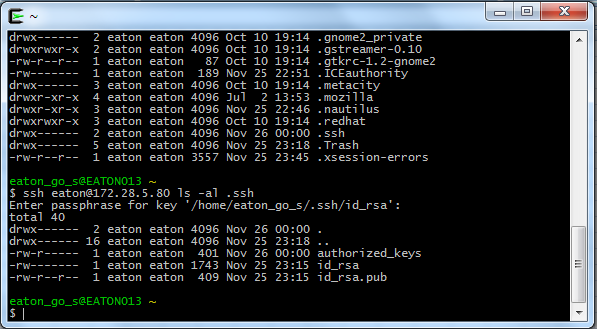 ~
drwx------  2 eaton eaton 4096 Oct 10 19:14 .gnome2_private
drwxrwxr-x  2 eaton eaton 4096 Oct 10 19:14 .gstreamer-0.10
-rw-r--r--  1 eaton eaton   87 Oct 10 19:14 .gtkrc-1.2-gnome2
-rw-------  1 eaton eaton  189 Nov 25 22:51 .ICEauthority
drwx------  3 eaton eaton 4096 Oct 10 19:14 .metacity
drwxr-xr-x  4 eaton eaton 4096 Jul  2 13:53 .mozilla
drwxr-xr-x  3 eaton eaton 4096 Nov 25 22:46 .nautilus
drwxrwxr-x  3 eaton eaton 4096 Oct 10 19:14 .redhat
drwx------  2 eaton eaton 4096 Nov 26 00:00 .ssh
drwx------  5 eaton eaton 4096 Nov 25 23:18 .Trash
-rw-r--r--  1 eaton eaton 3557 Nov 25 23:45 .xsession-errors
eaton_go_s@EATON013 ~
$ ssh eaton@172.28.5.80 ls -al .ssh
Enter passphrase for key '/home/eaton_go_s/.ssh/id_rsa':
total 40
drwx------  2 eaton eaton 4096 Nov 26 00:00 .
drwx------ 16 eaton eaton 4096 Nov 25 23:18 ..
-rw-r-----  1 eaton eaton  401 Nov 26 00:00 authorized_keys
-rw-------  1 eaton eaton 1743 Nov 25 23:15 id_rsa
-rw-r--r--  1 eaton eaton  409 Nov 25 23:15 id_rsa.pub
eaton_go_s@EATON013 ~
$